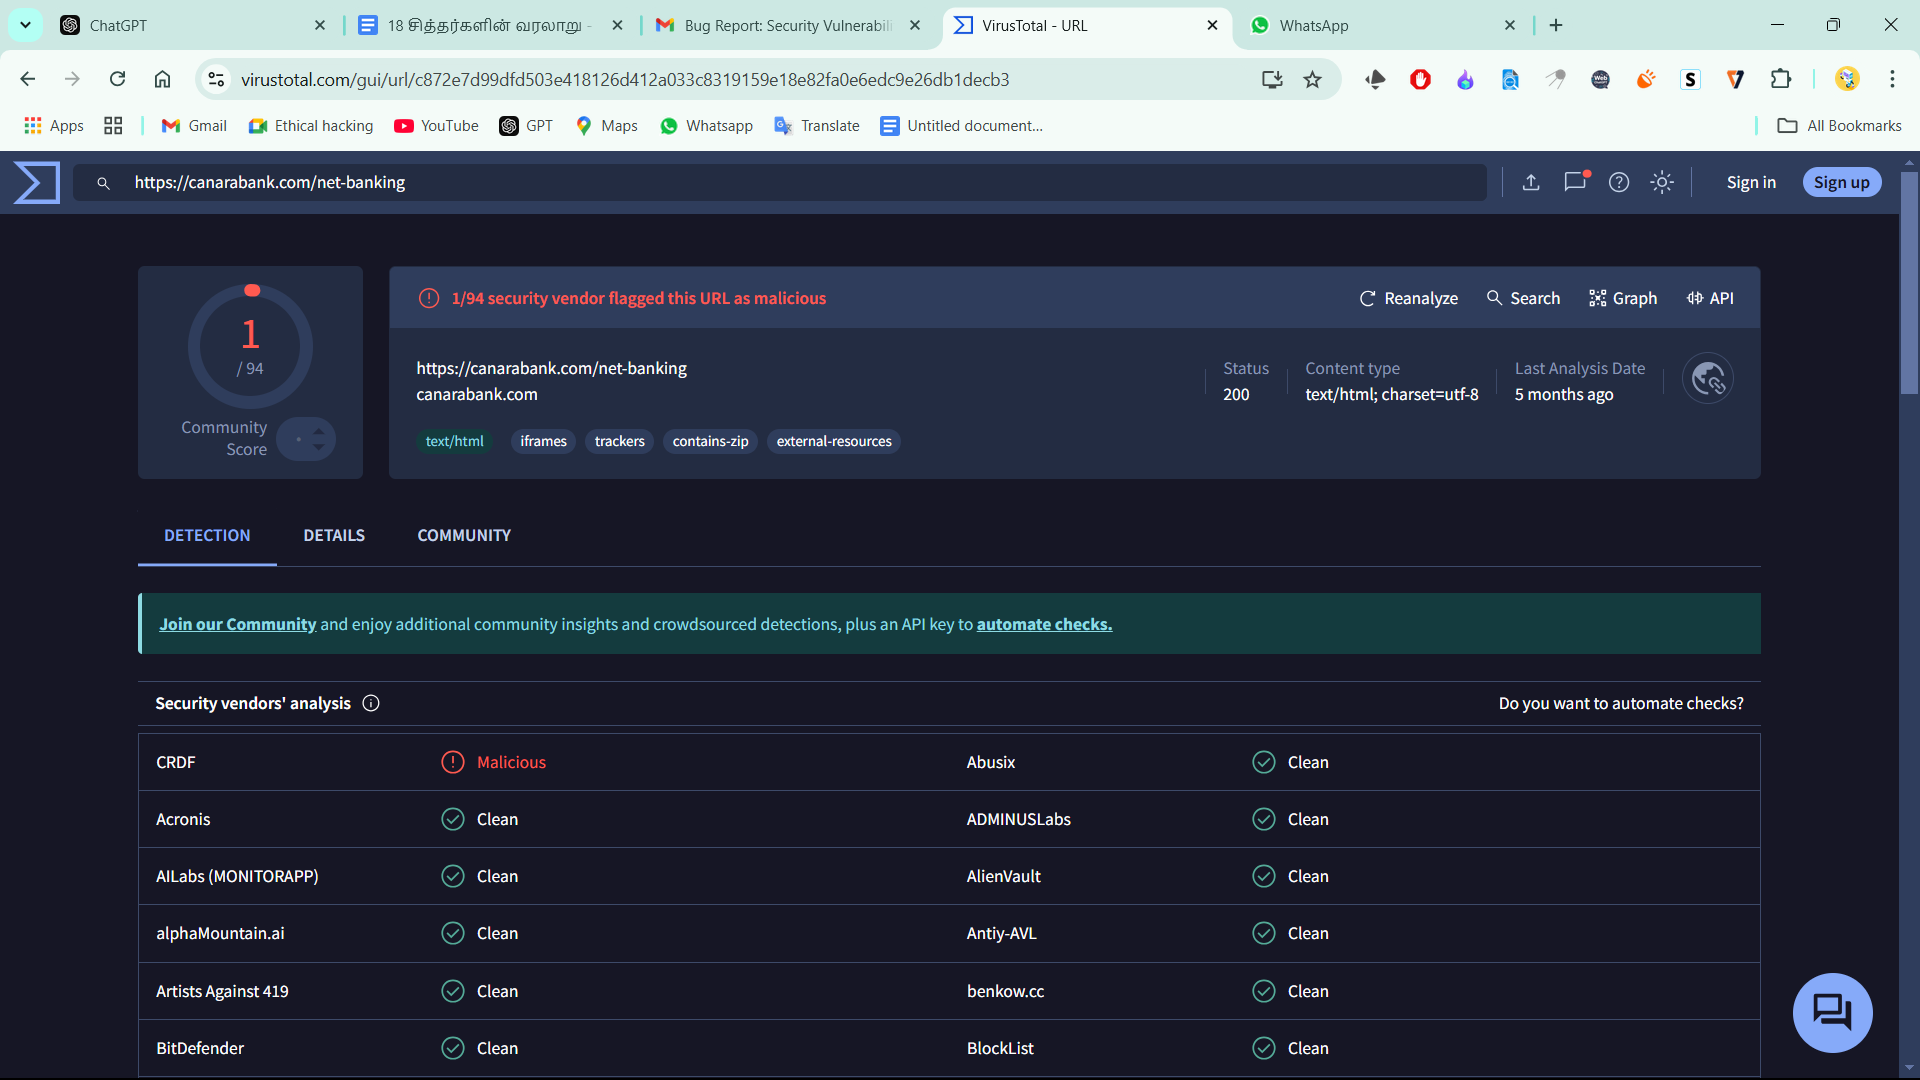 ChatGPT
18 சித்தர்களின் வரலாறு -
Bug Report: Security Vulnerabili
VirusTotal - URL
WhatsApp
virustotal.com/gui/url/c872e7d99dfd503e418126d412a033c8319159e18e82fa0e6edc9e26db1decb3
Apps
Gmail
Ethical hacking
YouTube
GPT
Maps
Whatsapp
Translate
Untitled document...
All Bookmarks
https://canarabank.com/net-banking
Sign in
Sign up
1
/ 94
Community
Score
1/94 security vendor flagged this URL as malicious
Reanalyze
Search
Graph
API
https://canarabank.com/net-banking
canarabank.com
Status
200
Content type
text/html; charset=utf-8
Last Analysis Date
5 months ago
text/html
iframes
trackers
contains-zip
external-resources
DETECTION
DETAILS
COMMUNITY
Join our Community and enjoy additional community insights and crowdsourced detections, plus an API key to automate checks.
Security vendors' analysis
Do you want to automate checks?
CRDF
Malicious
Abusix
Clean
Acronis
Clean
ADMINUSLabs
Clean
AILabs (MONITORAPP)
Clean
AlienVault
Clean
alphaMountain.ai
Clean
Antiy-AVL
Clean
Artists Against 419
Clean
benkow.cc
Clean
BitDefender
Clean
BlockList
Clean